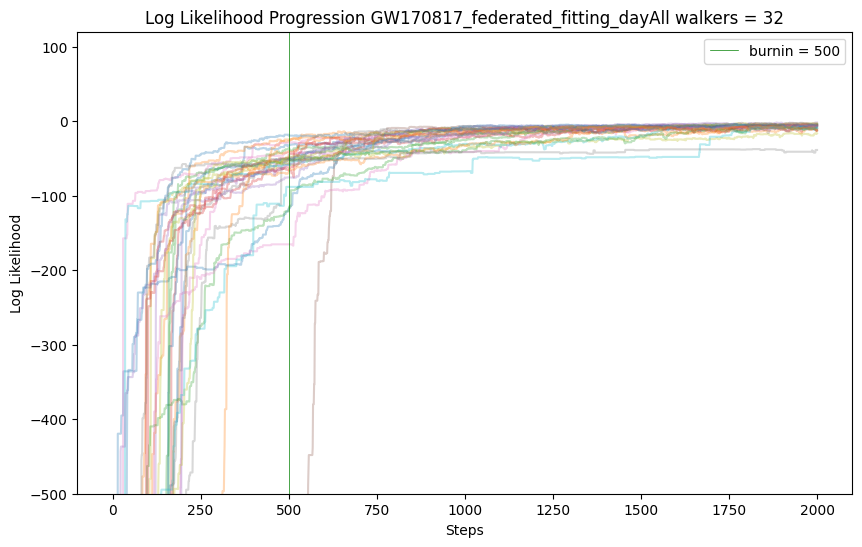 Log Likelihood Progression GW170817_federated_fitting_dayAll walkers = 32
burnin = 500
Log Likelihood
100
0
−100
−200
−300
−400
−500
0 250 500 750 1000 1250 1500 1750 2000
Steps